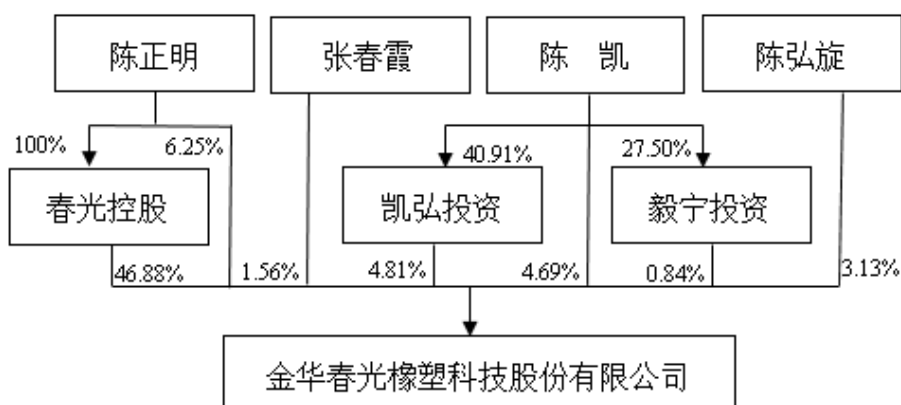 陈正明
张春霞
陈 凯
陈弘旋
100%
6.25%
40.91%
27.50%
春光控股
凯弘投资
毅宁投资
46.88%
1.56%
4.81%
4.69%
0.84%
3.13%
金华春光橡塑科技股份有限公司